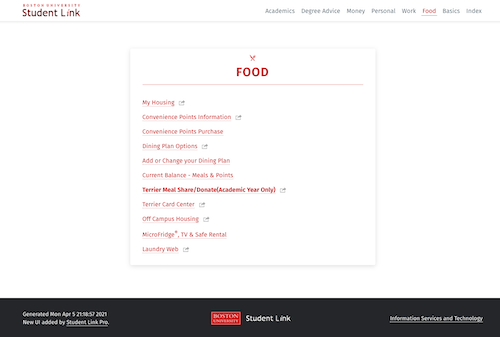 BOSTON UNIVERSITY
Student Link
Academics Degree Advice Money Personal Work Food Basics Index
FOOD
My Housing
Convenience Points Information
Convenience Points Purchase
Dining Plan Options
Add or Change your Dining Plan
Current Balance - Meals & Points
Terrier Meal Share/Donate(Academic Year Only)
Terrier Card Center
Off Campus Housing
MicroFridge®, TV & Safe Rental
Laundry Web
Generated Mon Apr 5 21:18:57 2021
New UI added by Student Link Pro.
BOSTON
UNIVERSITY
Student Link
Information Services and Technology